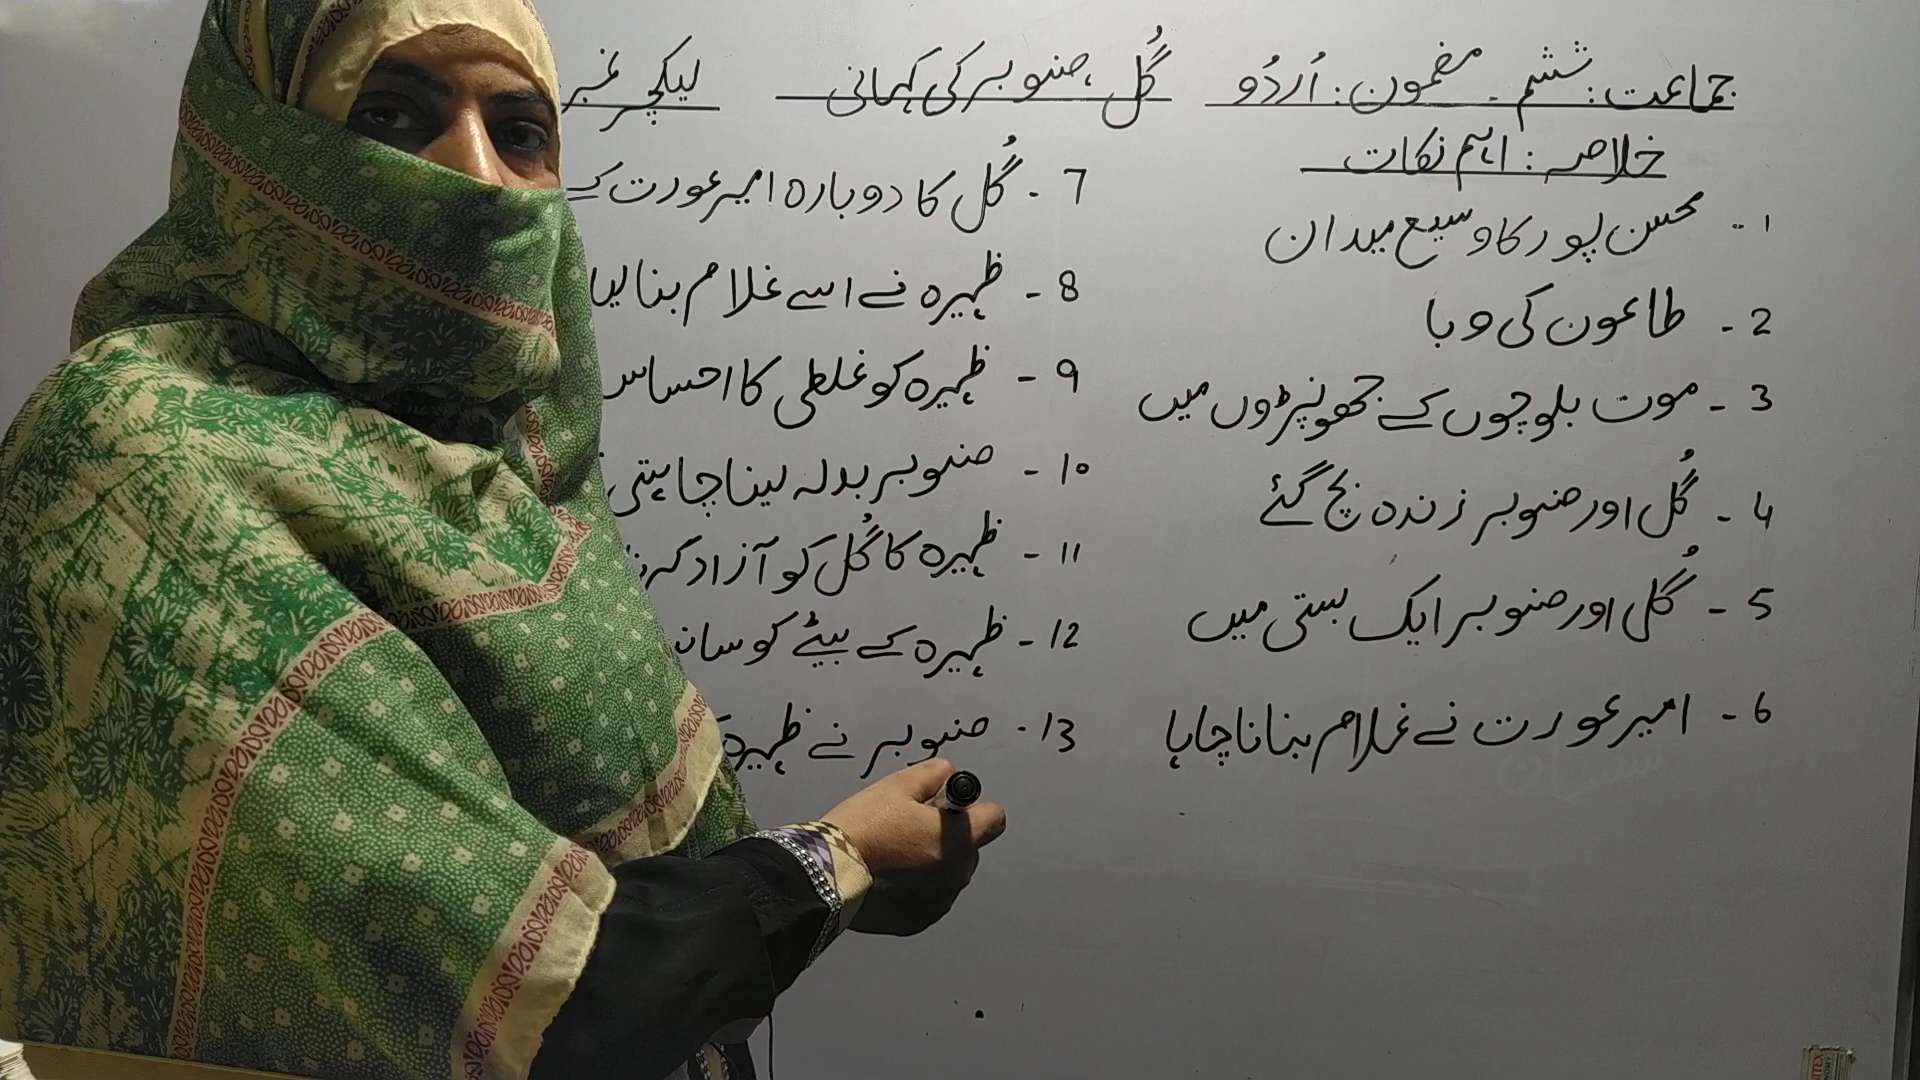 جماعت: ششم - مضمون: اُردُو گُل، صنوبر کی کہانی لیکچر نمبر
خلاصہ: اہم نکات
1- محسن پور کا وسیع میدان
2- طاعون کی وبا
3- موت بلوچوں کے جھونپڑوں میں
4- گُل اور صنوبر زندہ بچ گئے
5- گُل اور صنوبر ایک بستی میں
6- امیر عورت نے غلام بنانا چاہا
7- گُل کا دوبارہ امیر عورت کے
8- ظہیرہ نے اسے غلام بنا لیا
9- ظہیرہ کو غلطی کا احساس
10- صنوبر بدلہ لینا چاہتی
11- ظہیرہ کا گُل کو آزاد
12- ظہیرہ کے بیٹے کو
13- صنوبر نے